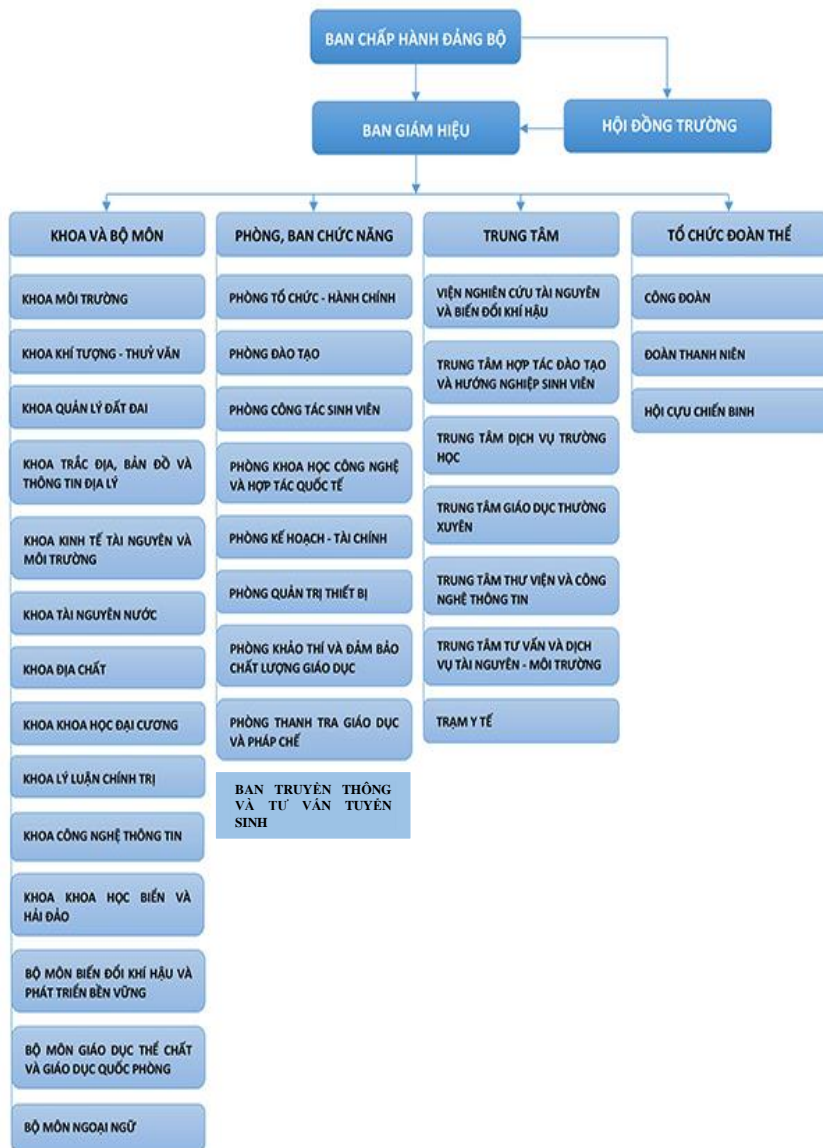 BAN CHẤP HÀNH ĐẢNG BỘ
BAN GIÁM HIỆU
HỘI ĐỒNG TRƯỜNG
KHOA VÀ BỘ MÔN
KHOA MÔI TRƯỜNG
KHOA KHÍ TƯỢNG - THUỶ VĂN
KHOA QUẢN LÝ ĐẤT ĐAI
KHOA TRẮC ĐỊA, BẢN ĐỒ VÀ
THÔNG TIN ĐỊA LÝ
KHOA KINH TẾ TÀI NGUYÊN VÀ
MÔI TRƯỜNG
KHOA TÀI NGUYÊN NƯỚC
KHOA ĐỊA CHẤT
KHOA KHOA HỌC ĐẠI CƯƠNG
KHOA LÝ LUẬN CHÍNH TRỊ
KHOA CÔNG NGHỆ THÔNG TIN
KHOA KHOA HỌC BIỂN VÀ
HẢI ĐẢO
BỘ MÔN BIẾN ĐỔI KHÍ HẬU VÀ
PHÁT TRIỂN BỀN VỮNG
BỘ MÔN GIÁO DỤC THỂ CHẤT
VÀ GIÁO DỤC QUỐC PHÒNG
BỘ MÔN NGOẠI NGỮ
PHÒNG, BAN CHỨC NĂNG
PHÒNG TỔ CHỨC - HÀNH CHÍNH
PHÒNG ĐÀO TẠO
PHÒNG CÔNG TÁC SINH VIÊN
PHÒNG KHOA HỌC CÔNG NGHỆ
VÀ HỢP TÁC QUỐC TẾ
PHÒNG KẾ HOẠCH - TÀI CHÍNH
PHÒNG QUẢN TRỊ THIẾT BỊ
PHÒNG KHẢO THÍ VÀ ĐẢM BẢO
CHẤT LƯỢNG GIÁO DỤC
PHÒNG THANH TRA GIÁO DỤC
VÀ PHÁP CHẾ
BAN TRUYỀN THÔNG
VÀ TƯ VẤN TUYỂN
SINH
TRUNG TÂM
VIỆN NGHIÊN CỨU TÀI NGUYÊN
VÀ BIẾN ĐỔI KHÍ HẬU
TRUNG TÂM HỢP TÁC ĐÀO TẠO
VÀ HƯỚNG NGHIỆP SINH VIÊN
TRUNG TÂM DỊCH VỤ TRƯỜNG
HỌC
TRUNG TÂM GIÁO DỤC THƯỜNG
XUYÊN
TRUNG TÂM THƯ VIỆN VÀ CÔNG
NGHỆ THÔNG TIN
TRUNG TÂM TƯ VẤN VÀ DỊCH
VỤ TÀI NGUYÊN - MÔI TRƯỜNG
TRẠM Y TẾ
TỔ CHỨC ĐOÀN THỂ
CÔNG ĐOÀN
ĐOÀN THANH NIÊN
HỘI CỰU CHIẾN BINH